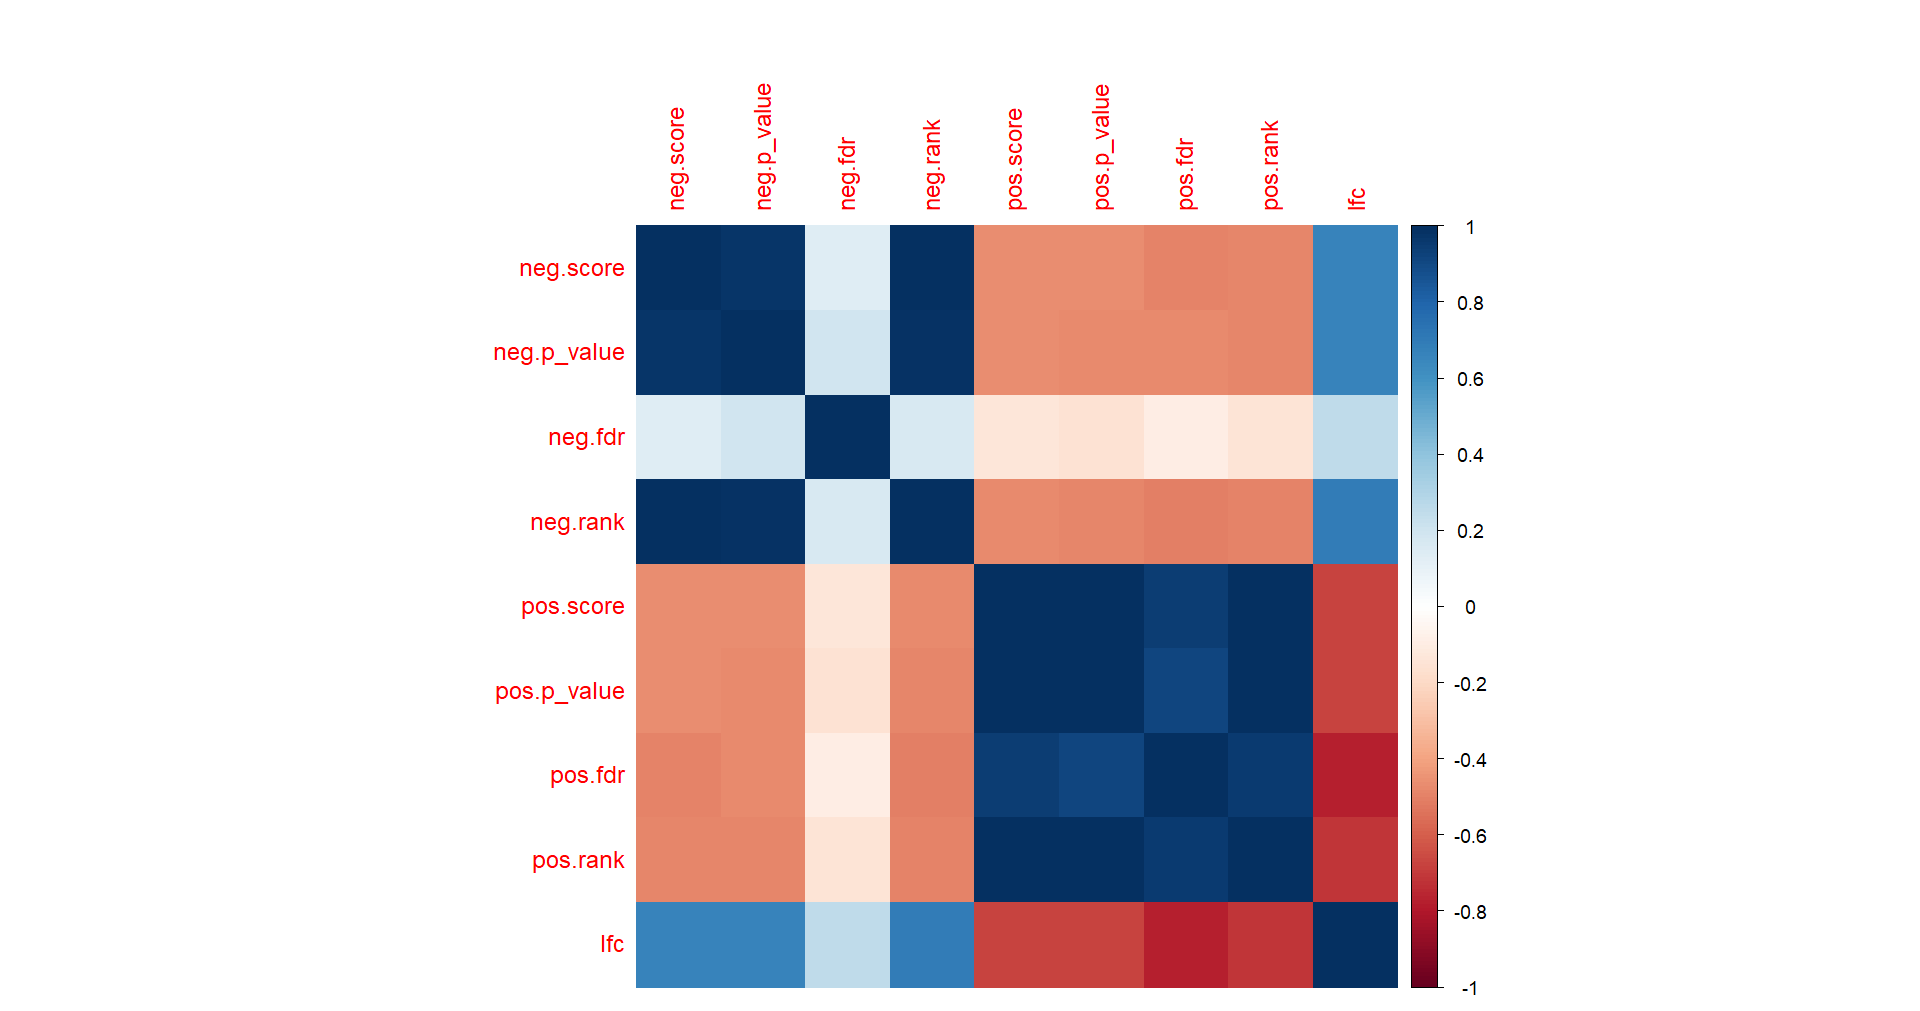 neg.score
neg.p_value
neg.fdr
neg.rank
pos.score
pos.p_value
pos.fdr
pos.rank
lfc
neg.score
neg.p_value
neg.fdr
neg.rank
pos.score
pos.p_value
pos.fdr
pos.rank
lfc
1
0.8
0.6
0.4
0.2
0
-0.2
-0.4
-0.6
-0.8
-1